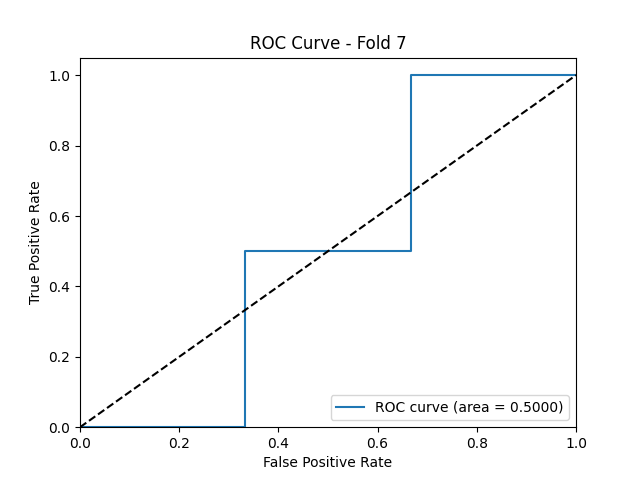 ROC Curve - Fold 7
True Positive Rate
1.0
0.8
0.6
0.4
0.2
0.0
ROC curve (area = 0.5000)
0.0 0.2 0.4 0.6 0.8 1.0
False Positive Rate